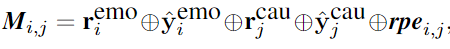 M_{i,j} = r_i^{emo} ⊕ ŷ_i^{emo} ⊕ r_j^{cau} ⊕ ŷ_j^{cau} ⊕ rpe_{i,j},